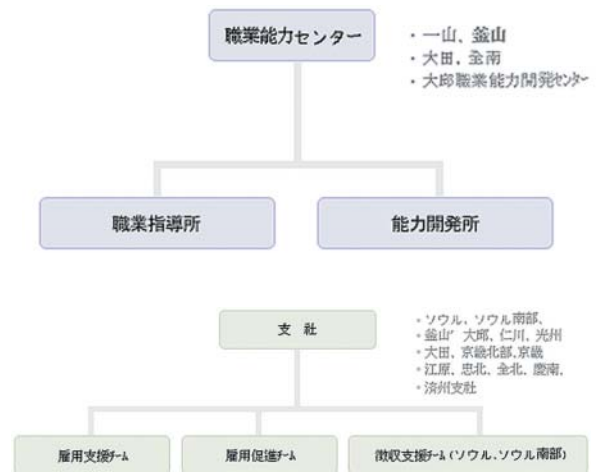 職業能力センター
・一山、釜山
・大田、全南
・大邱職業能力開発センター
職業指導所
能力開発所
支 社
・ソウル、ソウル南部、
・釜山゛大邱、仁川、光州
・大田、京畿北部、京畿
・江原、忠北、全北、慶南、
・済州支社
雇用支援チーム
雇用促進チーム
徴収支援チーム(ソウル、ソウル南部)